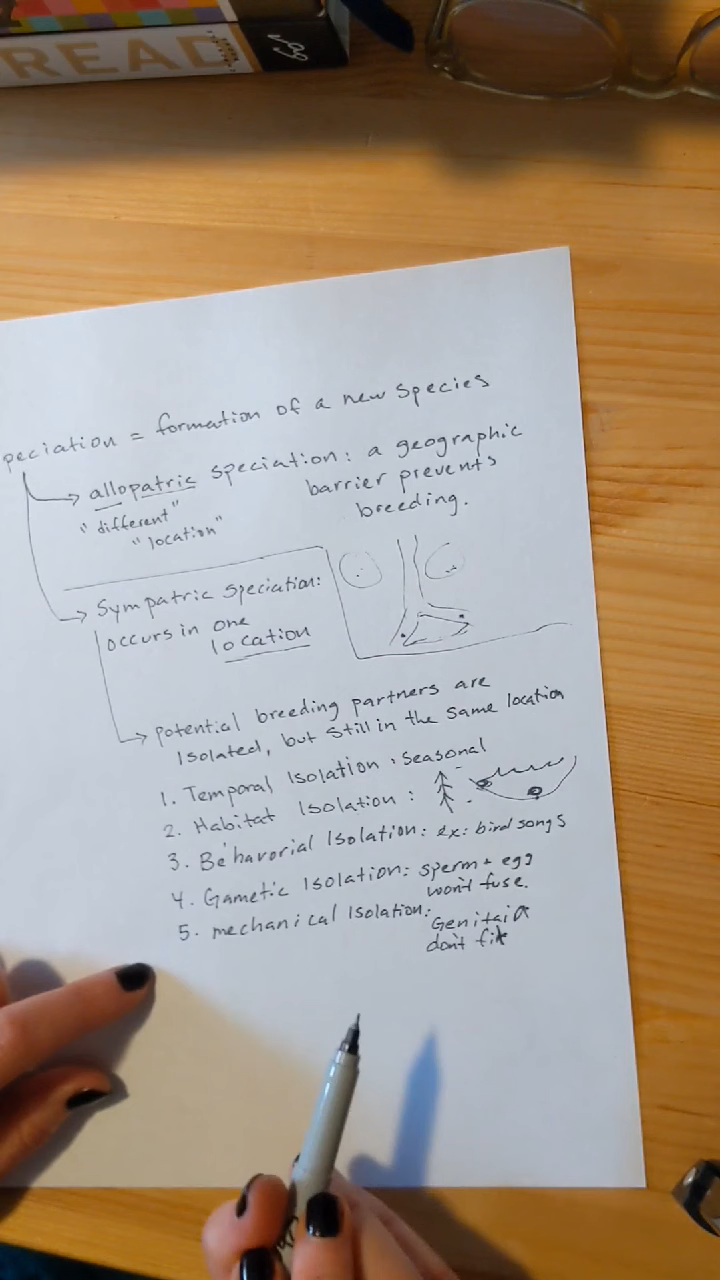 READ
peciation = formation of a new species
allopatric speciation: a geographic
barrier prevents
breeding.
"different"
"location"
Sympatric speciation:
occurs in one
location
potential breeding partners are
isolated, but still in the same location
1. Temporal Isolation: seasonal
2. Habitat Isolation:
3. Behavorial Isolation: ex: bird songs
4. Gametic Isolation: sperm + egg
won't fuse.
5. mechanical Isolation:
Genitaia
don't fit